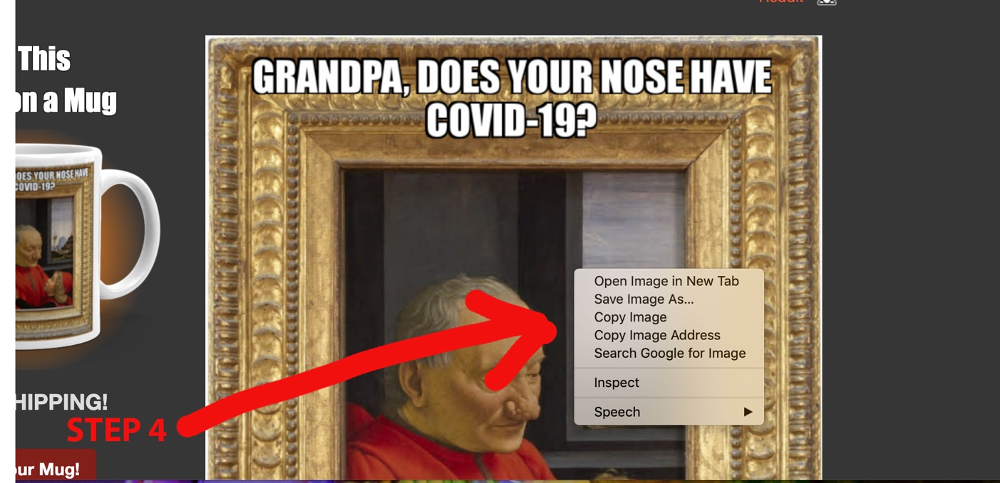 This
on a Mug
DOES YOUR NOSE HAVE
COVID-19?
HIPPING!
STEP 4
our Mug!
GRANDPA, DOES YOUR NOSE HAVE
COVID-19?
Open Image in New Tab
Save Image As...
Copy Image
Copy Image Address
Search Google for Image
Inspect
Speech